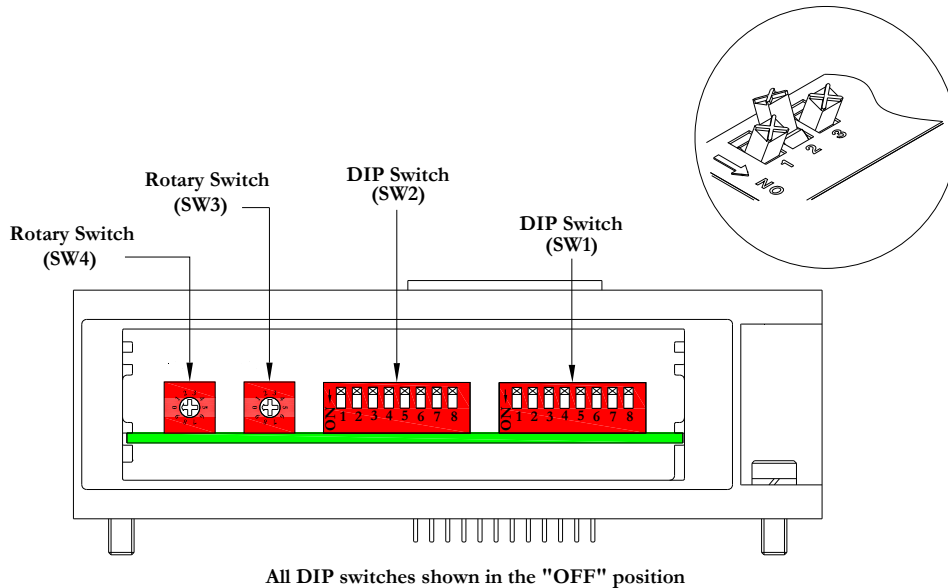 DIP Switch
(SW2)
Rotary Switch
(SW3)
DIP Switch
(SW1)
Rotary Switch
(SW4)
1
2
3
ON
ON
1 2 3 4 5 6 7 8
ON
1 2 3 4 5 6 7 8
All DIP switches shown in the "OFF" position